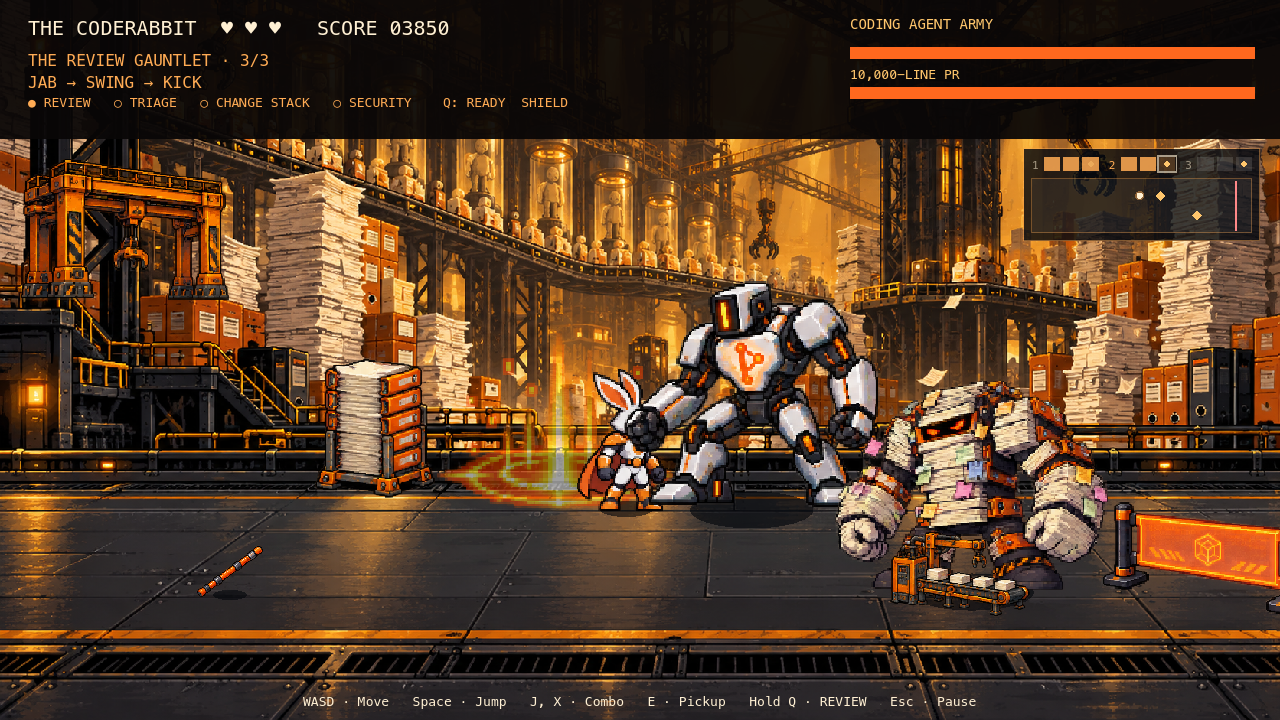 THE CODERABBIT ♥ ♥ ♥ SCORE 03850
THE REVIEW GAUNTLET · 3/3
JAB → SWING → KICK
● REVIEW ○ TRIAGE ○ CHANGE STACK ○ SECURITY Q: READY SHIELD
CODING AGENT ARMY
10,000-LINE PR
1 2 3
WASD · Move Space · Jump J, X · Combo E · Pickup Hold Q · REVIEW Esc · Pause